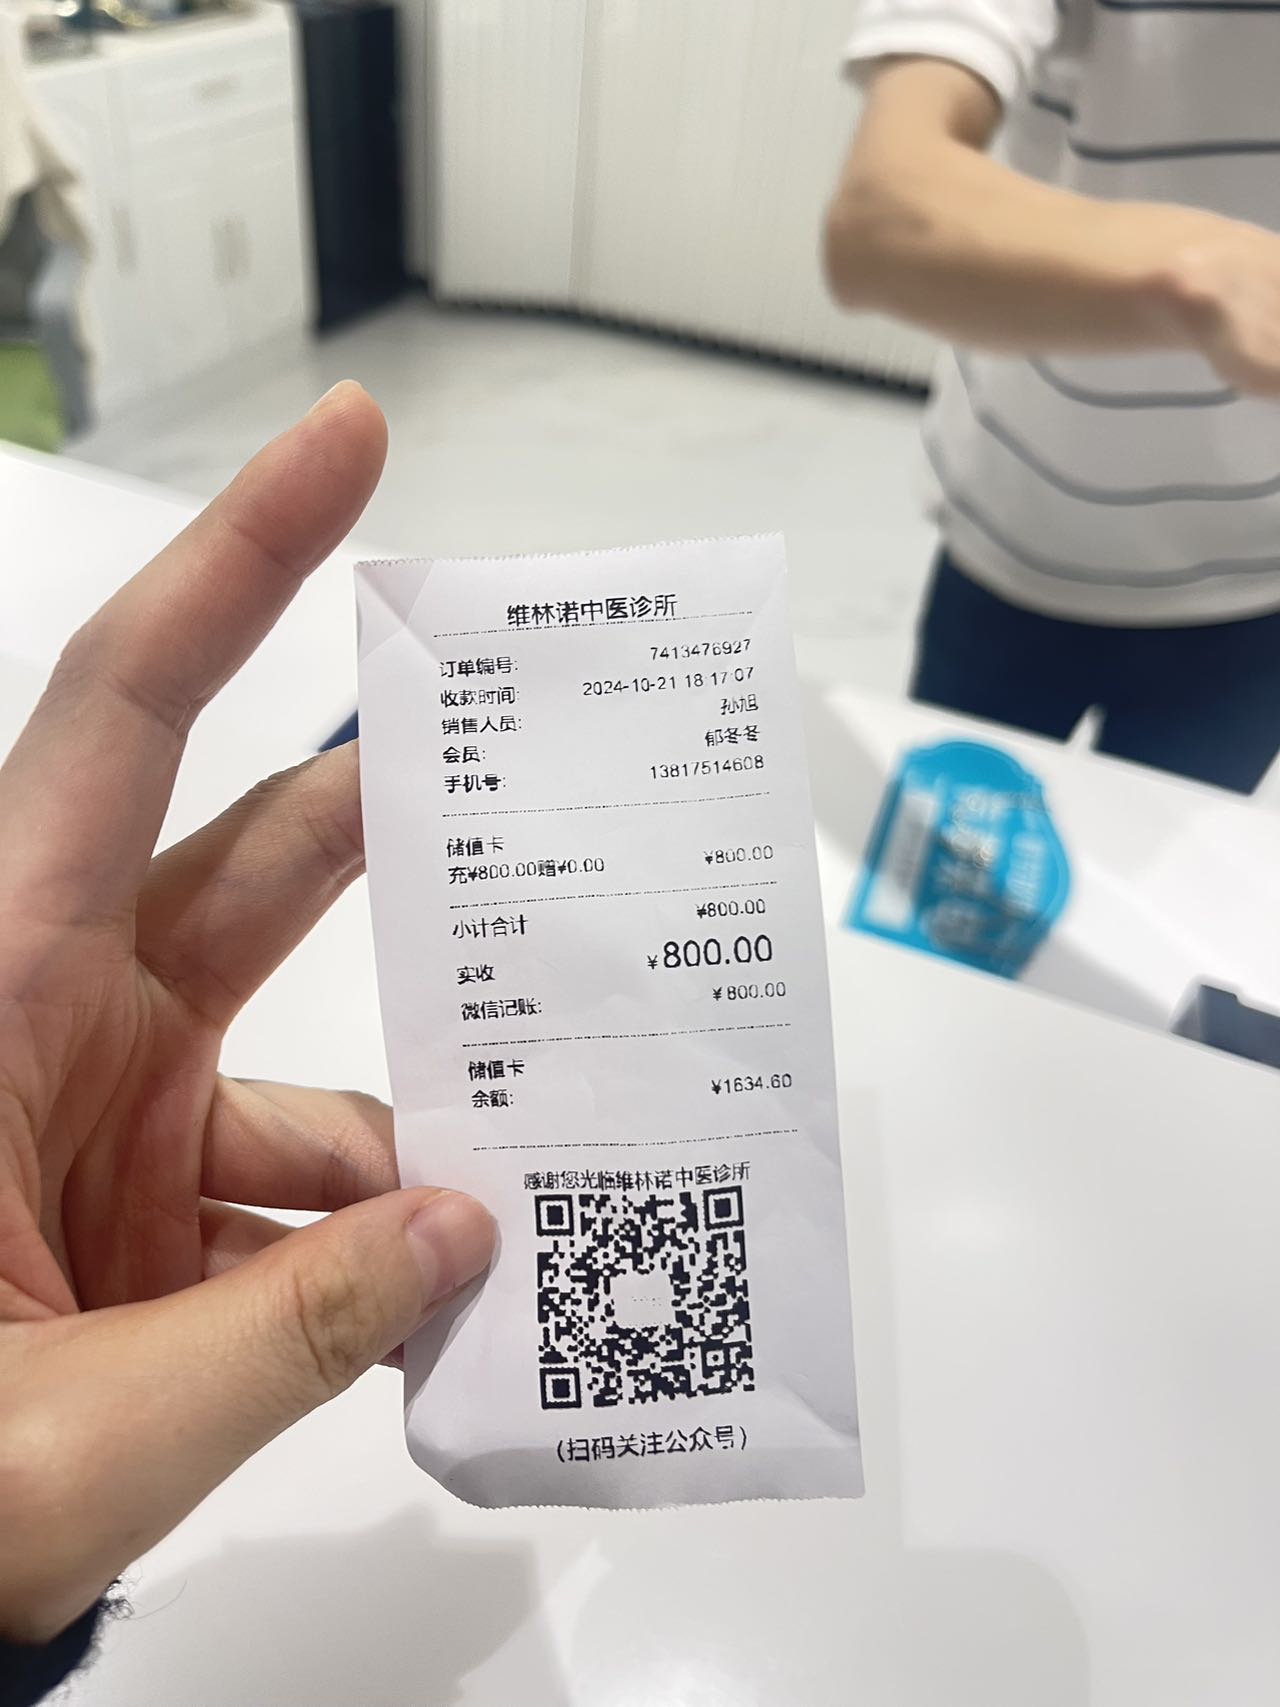 维林诺中医诊所
订单编号: 7413476927
收款时间: 2024-10-21 18:17:07
销售人员: 孙旭
会员: 郁冬冬
手机号: 13817514608
储值卡
充¥800.00赠¥0.00 ¥800.00
小计合计 ¥800.00
实收 ¥800.00
微信记账: ¥800.00
储值卡
余额: ¥1634.60
感谢您光临维林诺中医诊所
(扫码关注公众号)